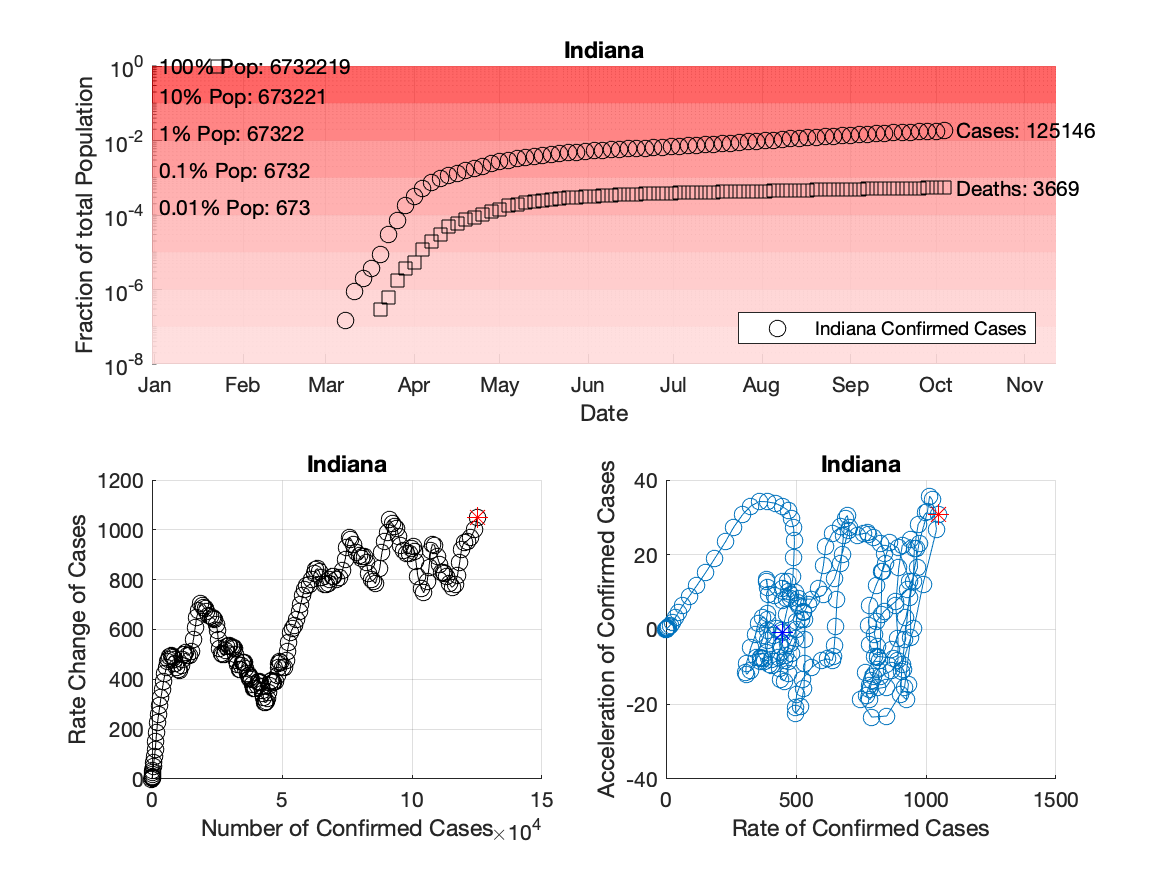 Indiana
Fraction of total Population
10^0
10^-2
10^-4
10^-6
10^-8
100% Pop: 6732219
10% Pop: 673221
1% Pop: 67322
0.1% Pop: 6732
0.01% Pop: 673
Cases: 125146
Deaths: 3669
Indiana Confirmed Cases
Jan Feb Mar Apr May Jun Jul Aug Sep Oct Nov
Date
Indiana
Rate Change of Cases
1200
1000
800
600
400
200
0
0 5 10 15
Number of Confirmed Cases ×10^4
Indiana
Acceleration of Confirmed Cases
40
20
0
-20
-40
0 500 1000 1500
Rate of Confirmed Cases